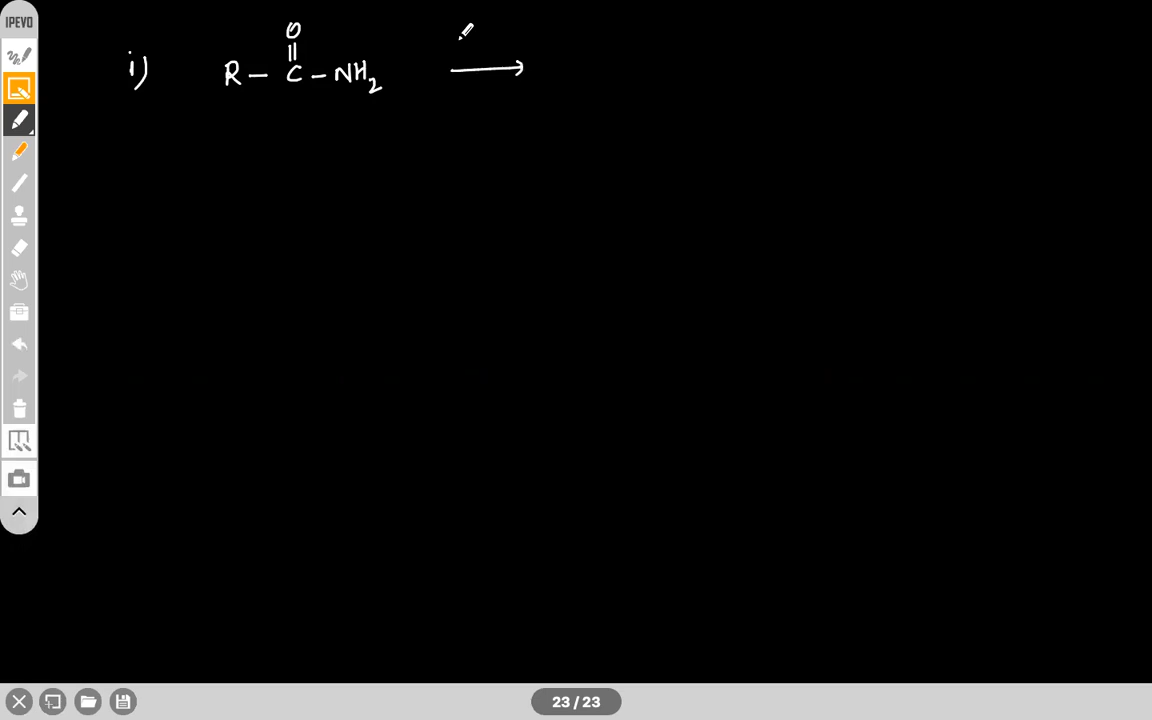 IPEVO
O
||
i) R - C - NH₂ →
23 / 23